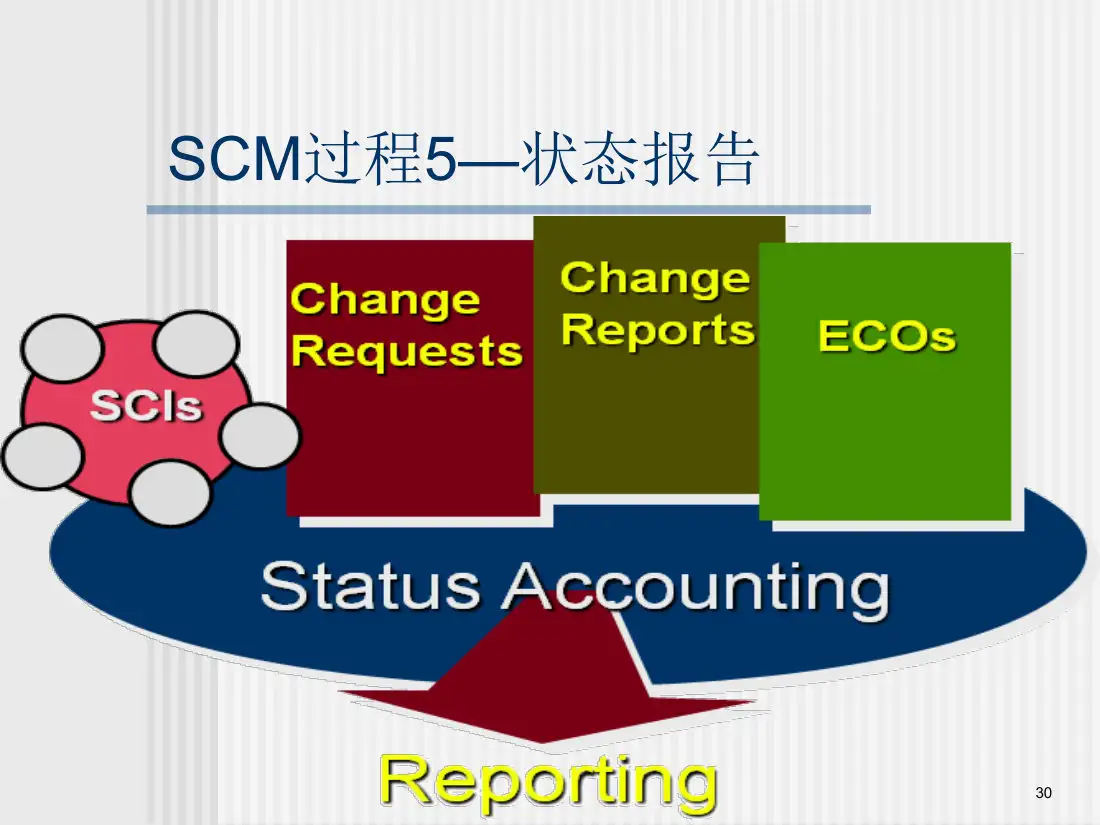 SCM过程5—状态报告
Change
Requests
Change
Reports
ECOs
SCIs
Status Accounting
Reporting
30